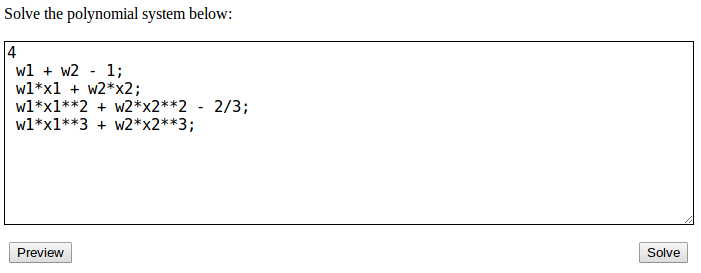 Solve the polynomial system below:
4
w1 + w2 - 1;
w1*x1 + w2*x2;
w1*x1**2 + w2*x2**2 - 2/3;
w1*x1**3 + w2*x2**3;
Preview
Solve